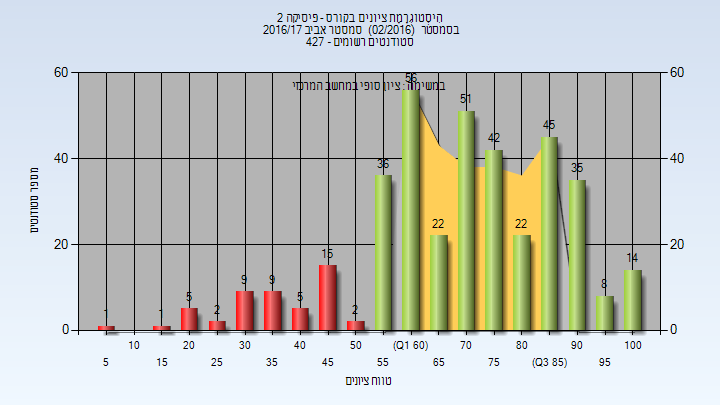 היסטוגרמת ציונים בקורס - פיסיקה 2
בסמסטר (02/2016) סמסטר אביב 2016/17
סטודנטים רשומים - 427
במשימה : ציון סופי במחשב המרכזי
מספר סטודנטים
60 60
40 40
20 20
0 0
1 1 5 2 9 9 5 15 2 36 56 22 51 42 22 45 35 8 14
10 20 30 40 50 (Q1 60) 70 80 90 100
5 15 25 35 45 55 65 75 (Q3 85) 95
טווח ציונים